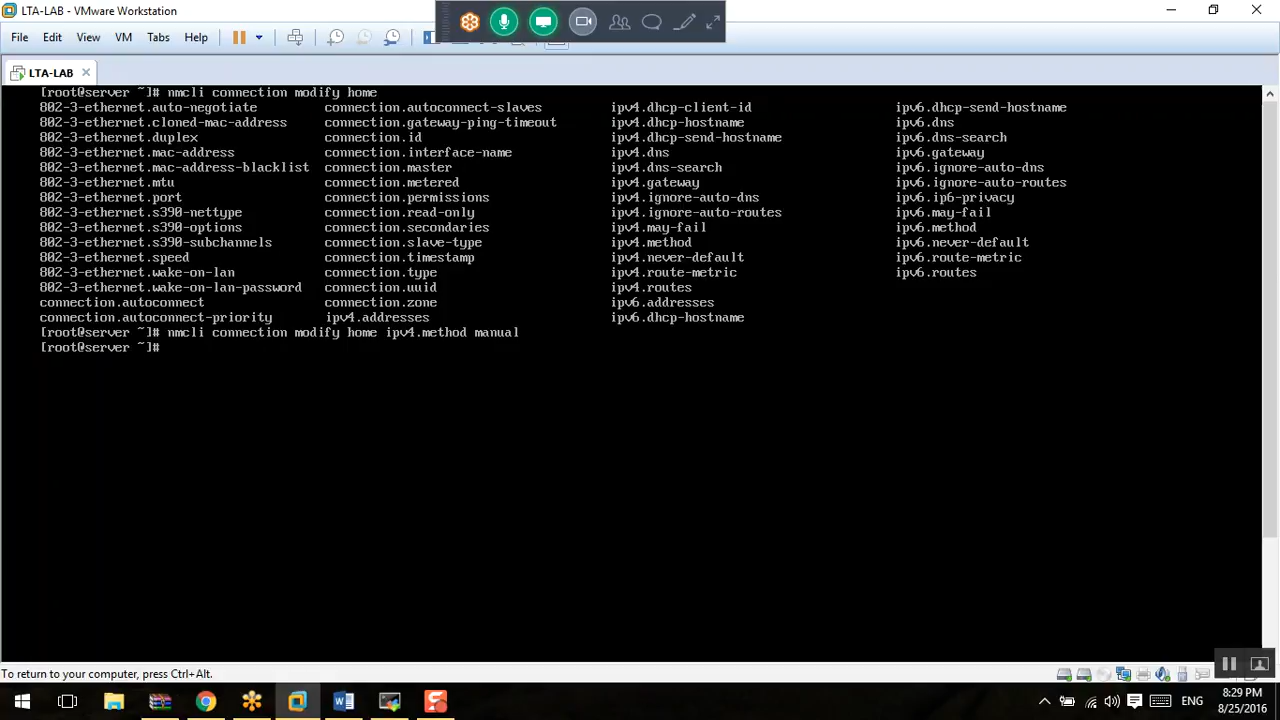 LTA-LAB - VMware Workstation
File Edit View VM Tabs Help
LTA-LAB
[root@server ~]# nmcli connection modify home
802-3-ethernet.auto-negotiate connection.autoconnect-slaves ipv4.dhcp-client-id ipv6.dhcp-send-hostname
802-3-ethernet.cloned-mac-address connection.gateway-ping-timeout ipv4.dhcp-hostname ipv6.dns
802-3-ethernet.duplex connection.id ipv4.dhcp-send-hostname ipv6.dns-search
802-3-ethernet.mac-address connection.interface-name ipv4.dns ipv6.gateway
802-3-ethernet.mac-address-blacklist connection.master ipv4.dns-search ipv6.ignore-auto-dns
802-3-ethernet.mtu connection.metered ipv4.gateway ipv6.ignore-auto-routes
802-3-ethernet.port connection.permissions ipv4.ignore-auto-dns ipv6.ip6-privacy
802-3-ethernet.s390-nettype connection.read-only ipv4.ignore-auto-routes ipv6.may-fail
802-3-ethernet.s390-options connection.secondaries ipv4.may-fail ipv6.method
802-3-ethernet.s390-subchannels connection.slave-type ipv4.method ipv6.never-default
802-3-ethernet.speed connection.timestamp ipv4.never-default ipv6.route-metric
802-3-ethernet.wake-on-lan connection.type ipv4.route-metric ipv6.routes
802-3-ethernet.wake-on-lan-password connection.uuid ipv4.routes
connection.autoconnect connection.zone ipv6.addresses
connection.autoconnect-priority ipv4.addresses ipv6.dhcp-hostname
[root@server ~]# nmcli connection modify home ipv4.method manual
[root@server ~]#
To return to your computer, press Ctrl+Alt.
ENG
8:29 PM
8/25/2016